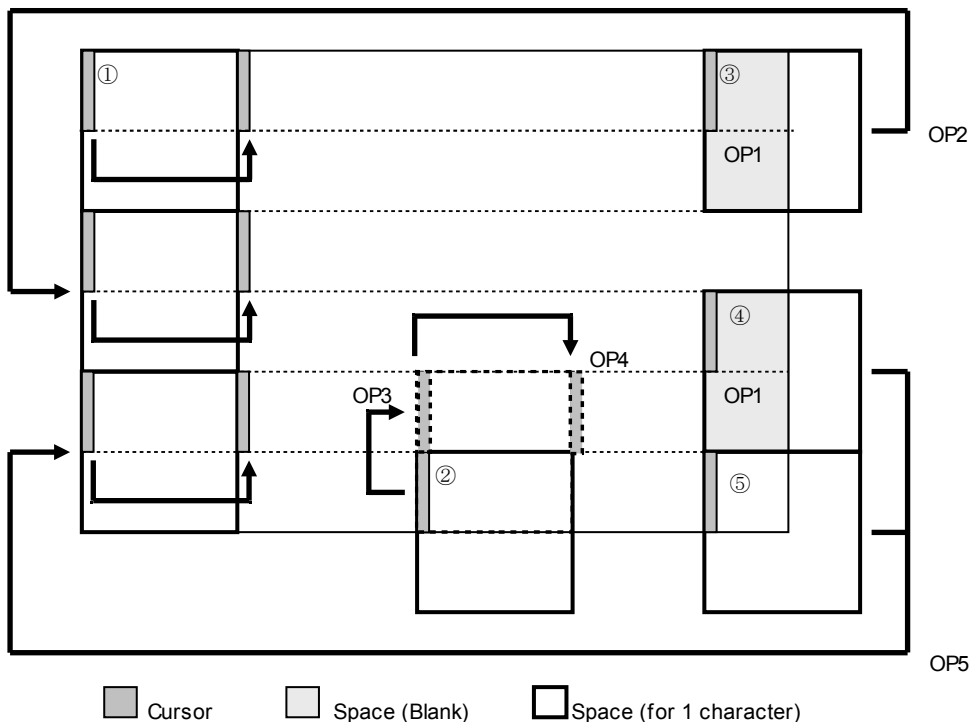 ① ③
OP2
OP1
④
OP4
OP3 OP1
② ⑤
OP5
Cursor Space (Blank) Space (for 1 character)